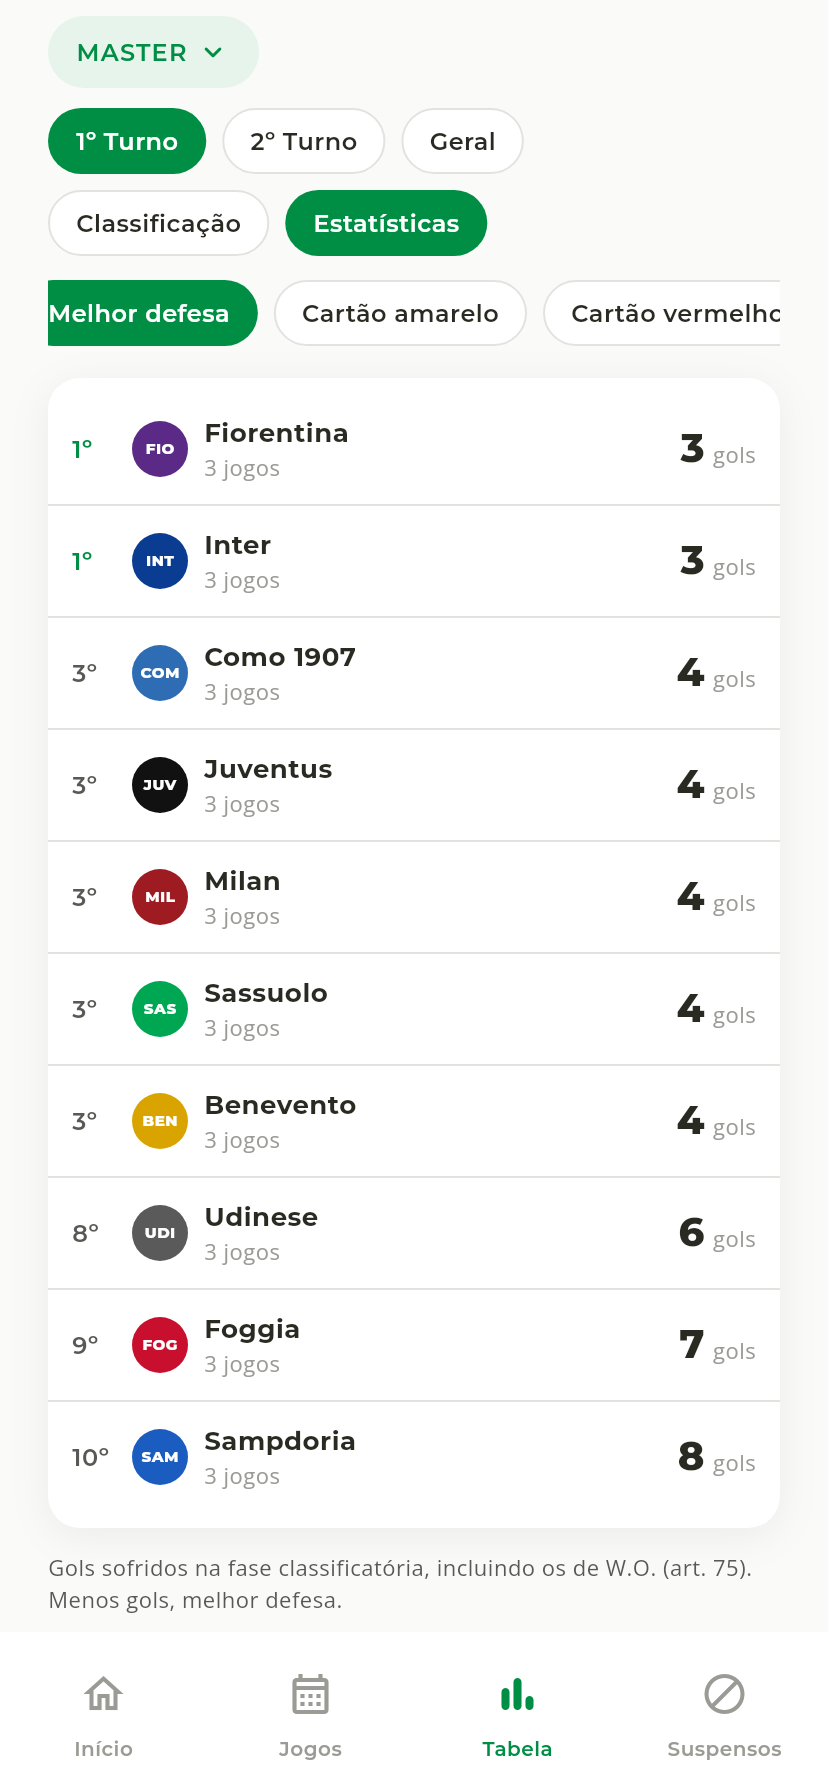 MASTER
1º Turno 2º Turno Geral
Classificação Estatísticas
Melhor defesa Cartão amarelo Cartão vermelho
1º FIO Fiorentina 3 gols
3 jogos
1º INT Inter 3 gols
3 jogos
3º COM Como 1907 4 gols
3 jogos
3º JUV Juventus 4 gols
3 jogos
3º MIL Milan 4 gols
3 jogos
3º SAS Sassuolo 4 gols
3 jogos
3º BEN Benevento 4 gols
3 jogos
8º UDI Udinese 6 gols
3 jogos
9º FOG Foggia 7 gols
3 jogos
10º SAM Sampdoria 8 gols
3 jogos
Gols sofridos na fase classificatória, incluindo os de W.O. (art. 75).
Menos gols, melhor defesa.
Início Jogos Tabela Suspensos